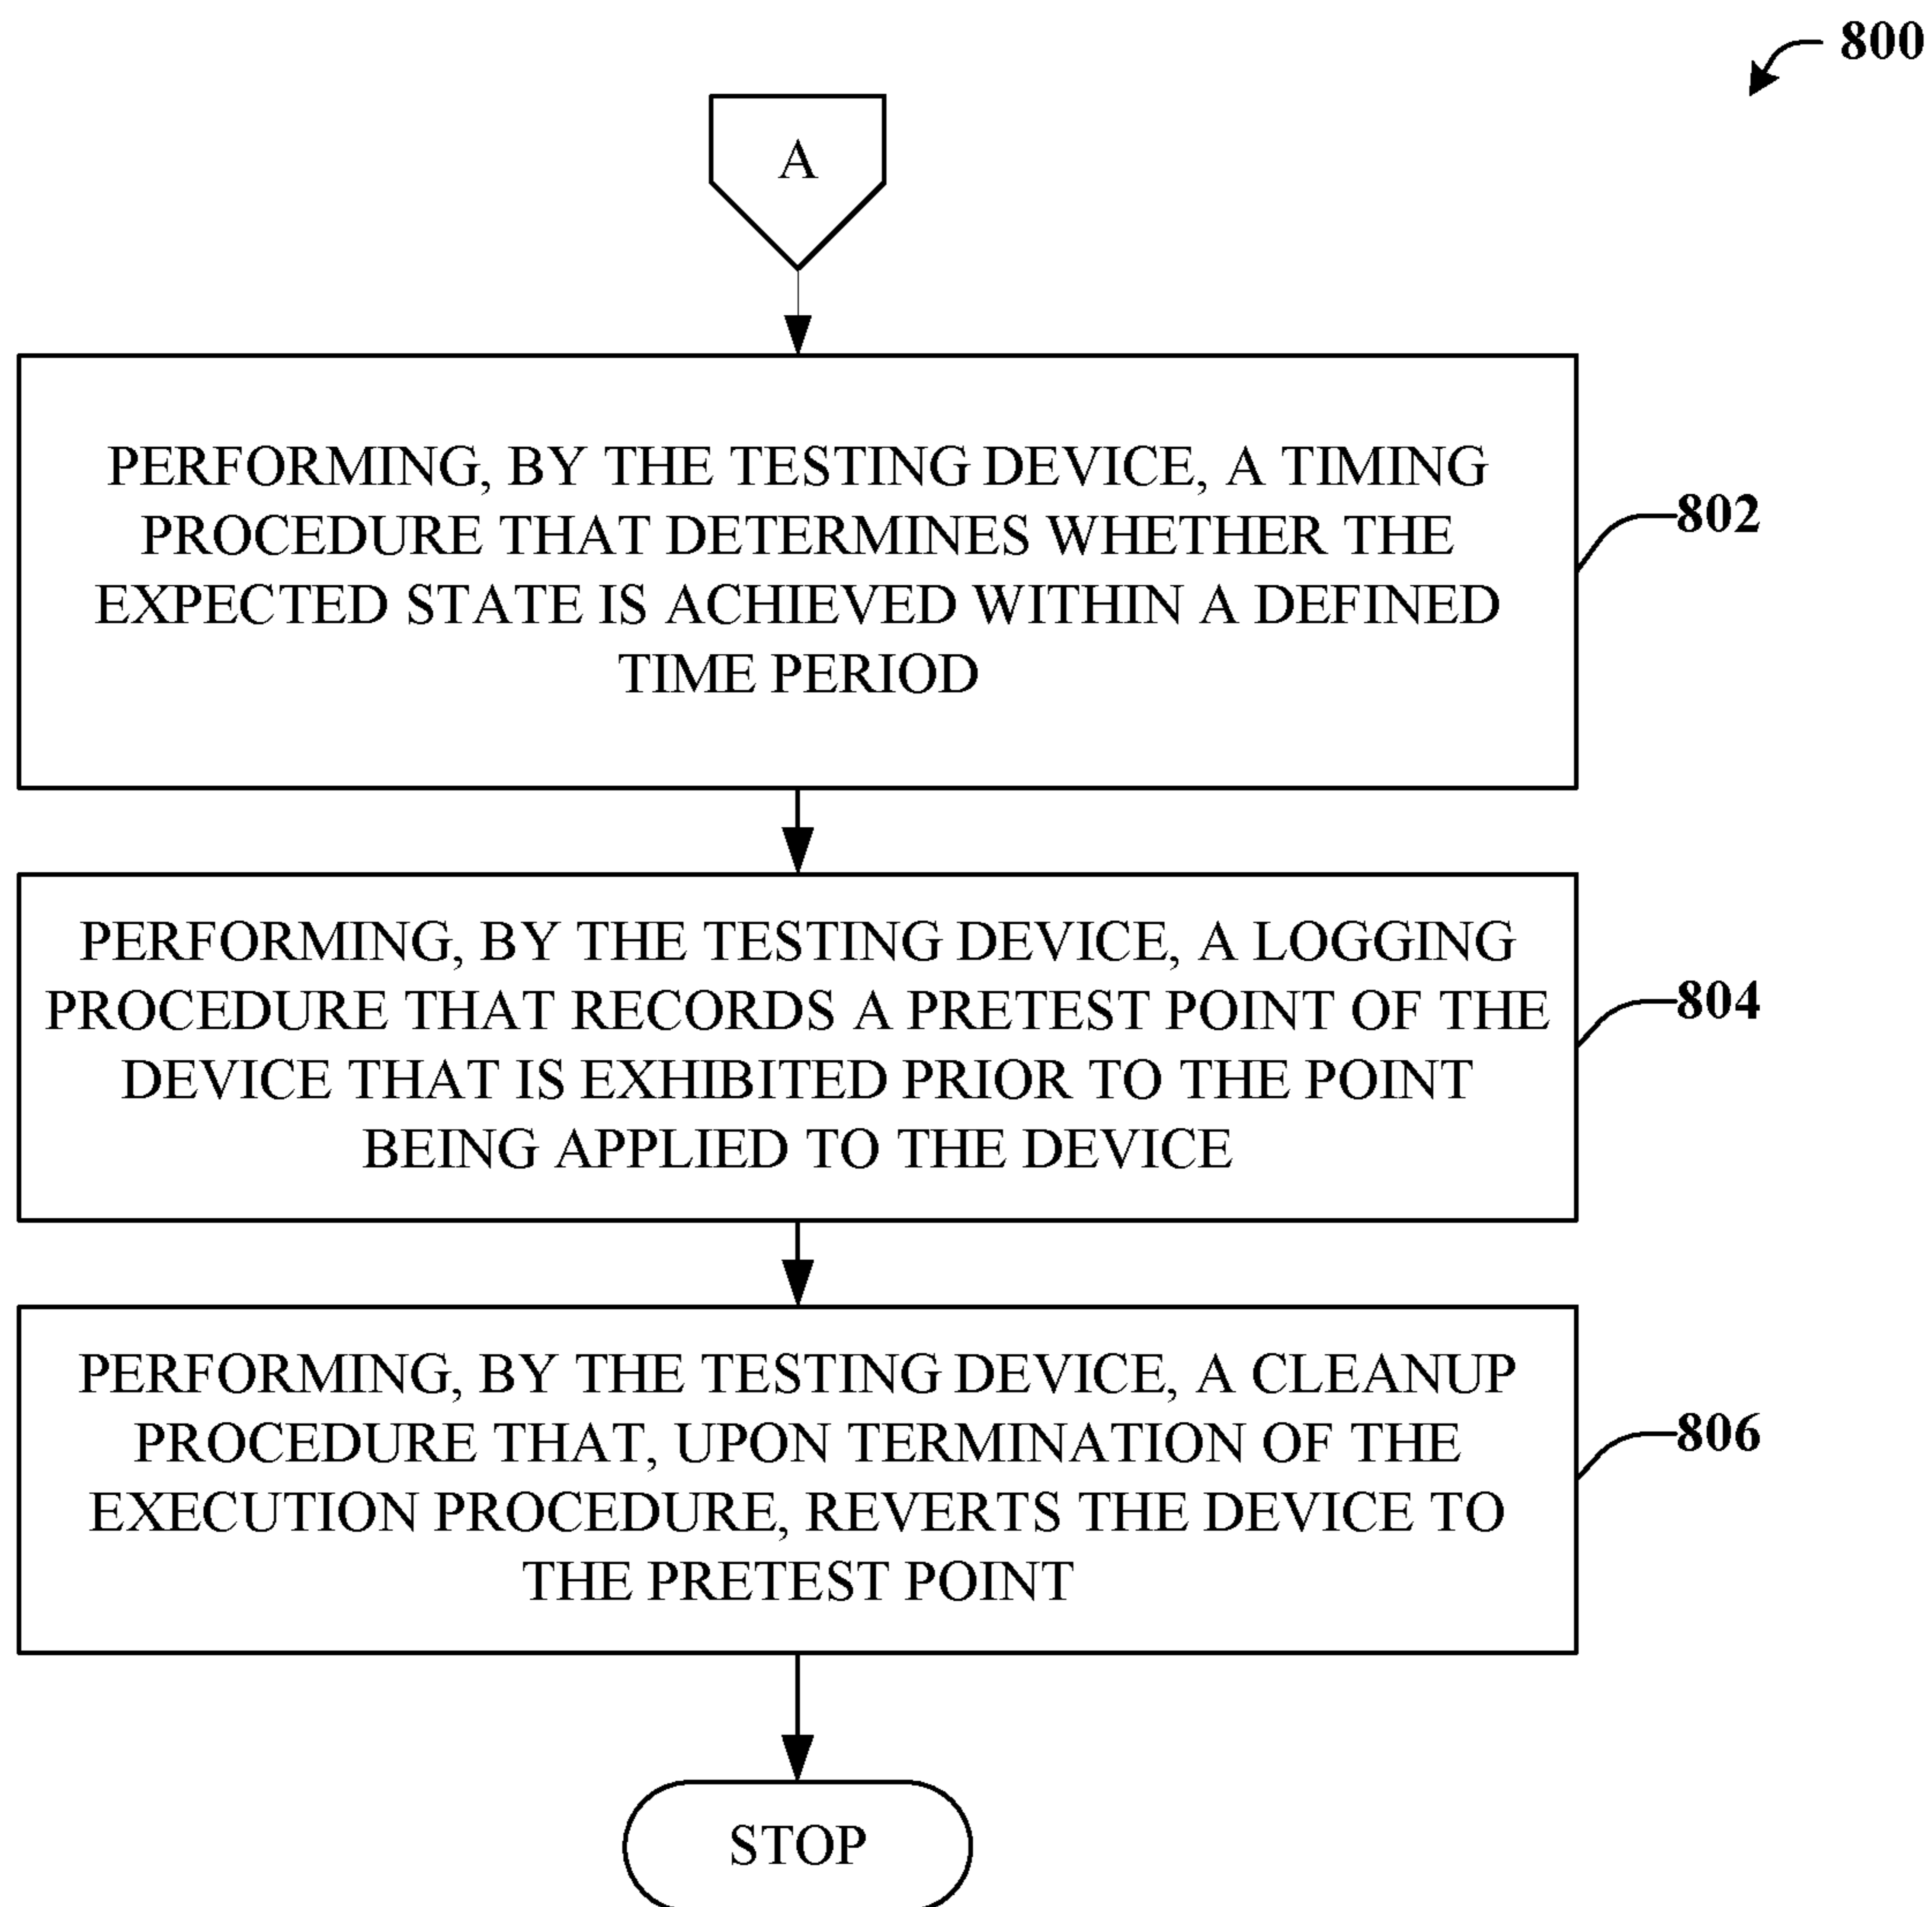 800
A
PERFORMING, BY THE TESTING DEVICE, A TIMING
PROCEDURE THAT DETERMINES WHETHER THE
EXPECTED STATE IS ACHIEVED WITHIN A DEFINED
TIME PERIOD
802
PERFORMING, BY THE TESTING DEVICE, A LOGGING
PROCEDURE THAT RECORDS A PRETEST POINT OF THE
DEVICE THAT IS EXHIBITED PRIOR TO THE POINT
BEING APPLIED TO THE DEVICE
804
PERFORMING, BY THE TESTING DEVICE, A CLEANUP
PROCEDURE THAT, UPON TERMINATION OF THE
EXECUTION PROCEDURE, REVERTS THE DEVICE TO
THE PRETEST POINT
806
STOP